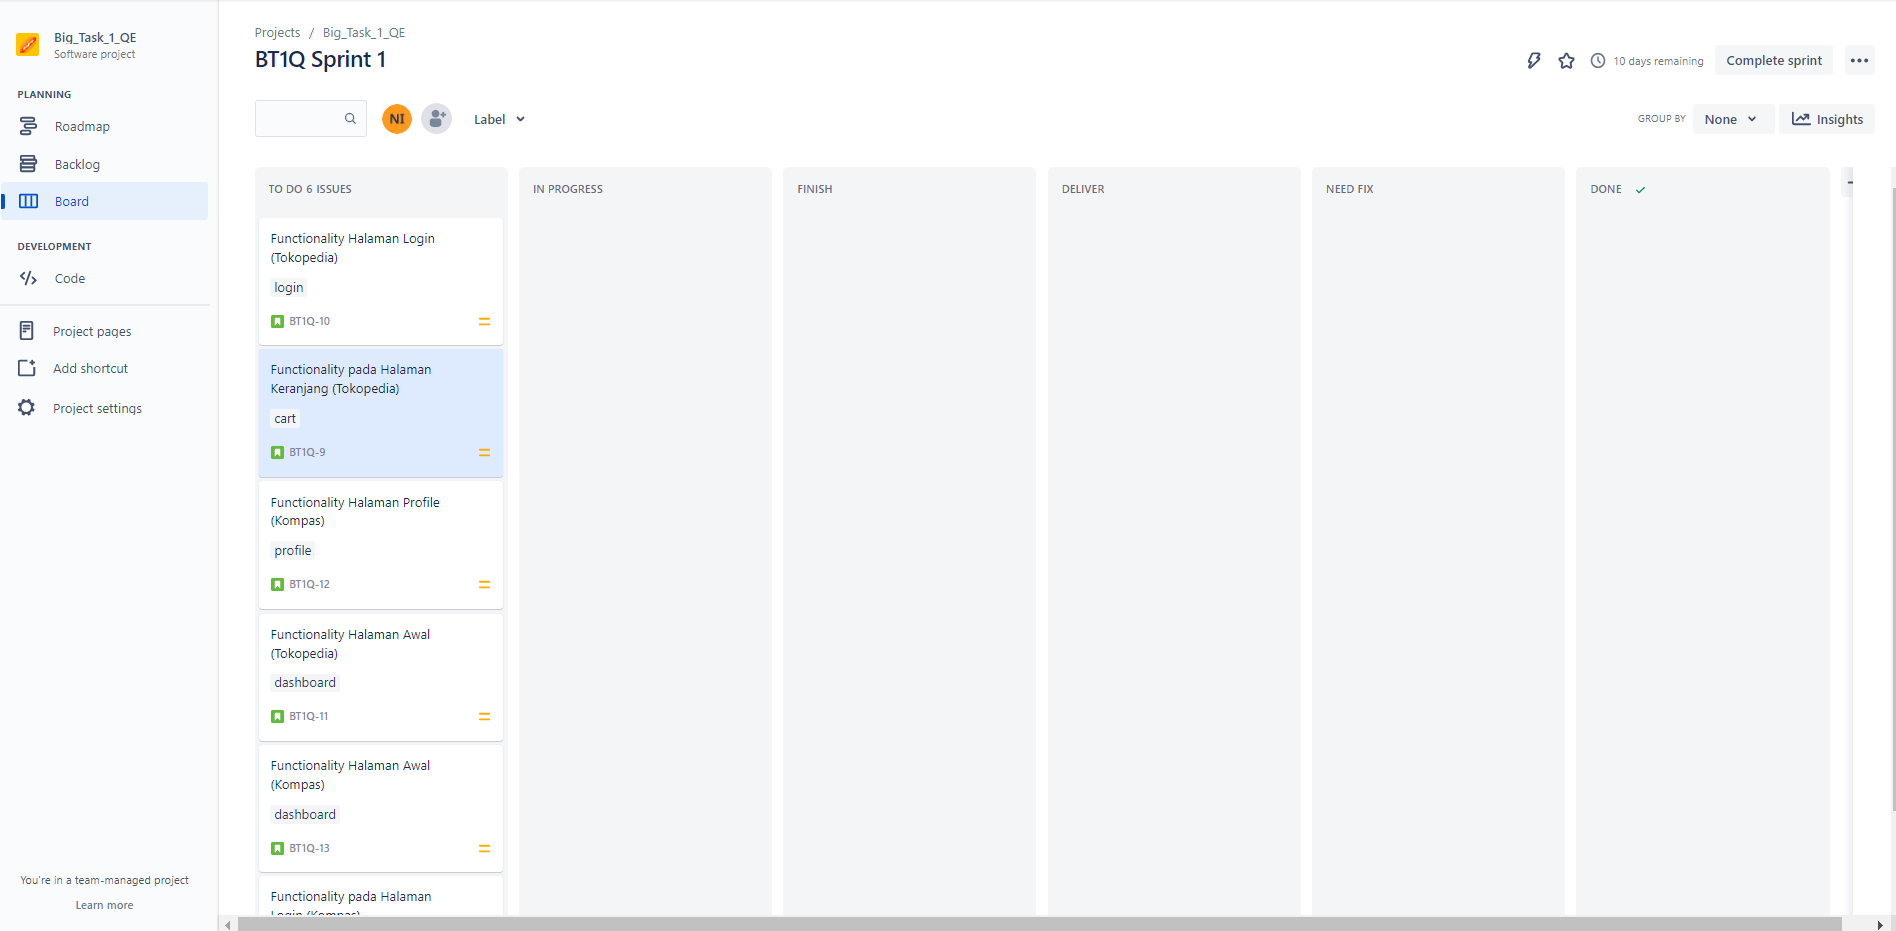 Big_Task_1_QE
Software project
PLANNING
Roadmap
Backlog
Board
DEVELOPMENT
Code
Project pages
Add shortcut
Project settings
You're in a team-managed project
Learn more
Projects / Big_Task_1_QE
BT1Q Sprint 1
10 days remaining
Complete sprint
NI
Label
GROUP BY
None
Insights
TO DO 6 ISSUES
Functionality Halaman Login
(Tokopedia)
login
BT1Q-10
Functionality pada Halaman
Keranjang (Tokopedia)
cart
BT1Q-9
Functionality Halaman Profile
(Kompas)
profile
BT1Q-12
Functionality Halaman Awal
(Tokopedia)
dashboard
BT1Q-11
Functionality Halaman Awal
(Kompas)
dashboard
BT1Q-13
Functionality pada Halaman
Login (Kompas)
IN PROGRESS
FINISH
DELIVER
NEED FIX
DONE